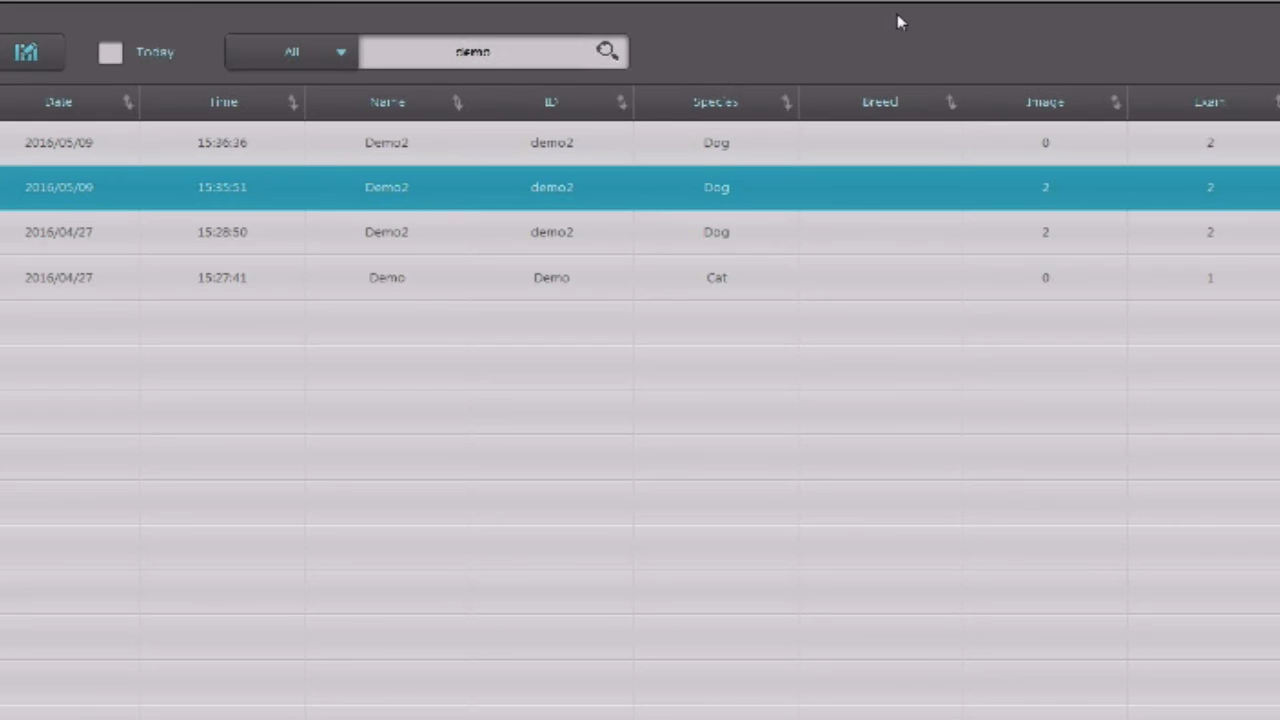 Today All demo
Date Time Name ID Species Breed Image Exam
2016/05/09 15:36:36 Demo2 demo2 Dog 0 2
2016/05/09 15:35:51 Demo2 demo2 Dog 2 2
2016/04/27 15:28:50 Demo2 demo2 Dog 2 2
2016/04/27 15:27:41 Demo Demo Cat 0 1